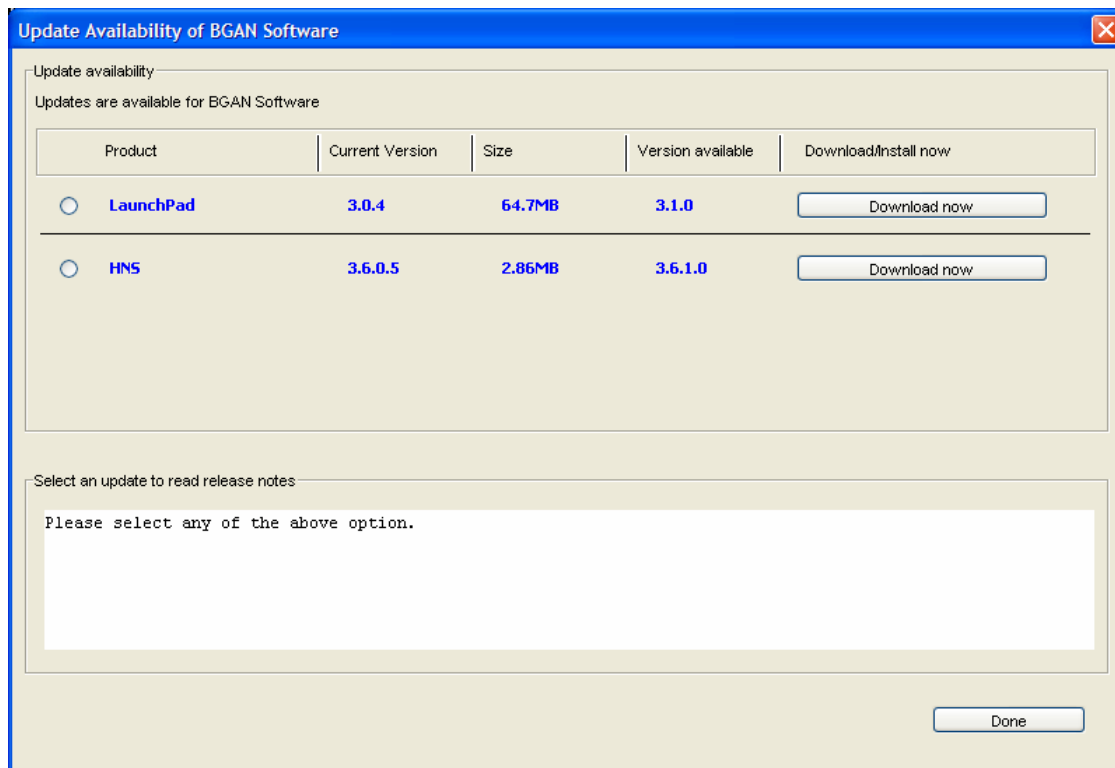 Update Availability of BGAN Software
Update availability
Updates are available for BGAN Software
Product Current Version Size Version available Download/Install now
LaunchPad 3.0.4 64.7MB 3.1.0 Download now
HNS 3.6.0.5 2.86MB 3.6.1.0 Download now
Select an update to read release notes
Please select any of the above option.
Done